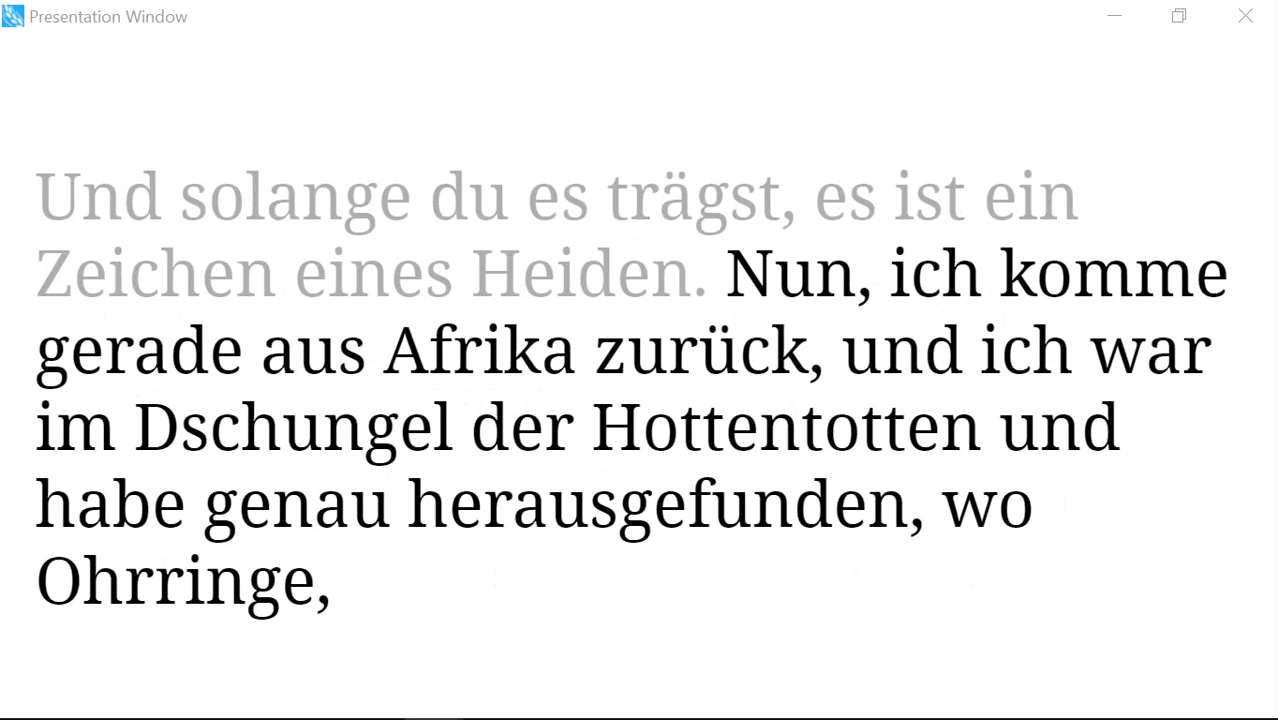 Presentation Window
Und solange du es trägst, es ist ein
Zeichen eines Heiden. Nun, ich komme
gerade aus Afrika zurück, und ich war
im Dschungel der Hottentotten und
habe genau herausgefunden, wo
Ohrringe,